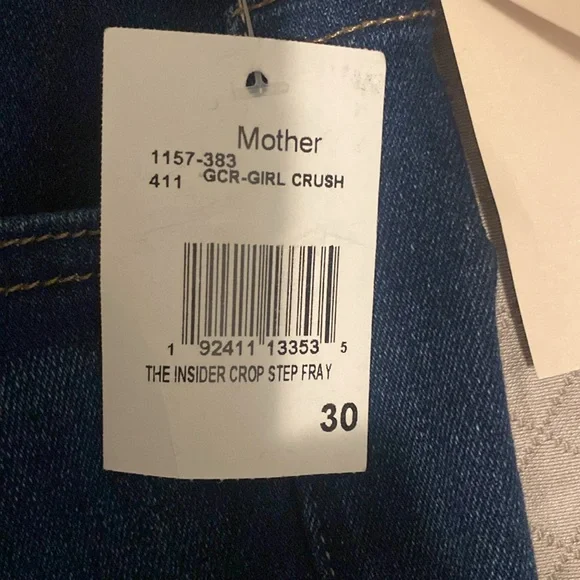 Mother
1157-383
411 GCR-GIRL CRUSH
1 92411 13353 5
THE INSIDER CROP STEP FRAY
30